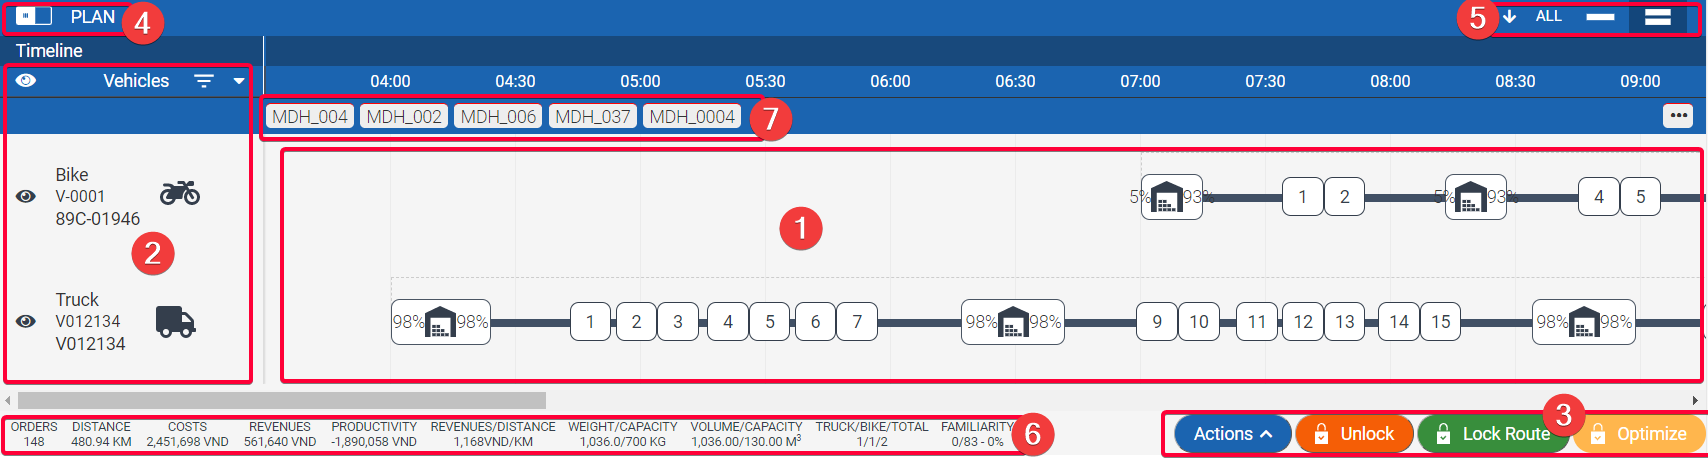 PLAN 4 5 ALL
Timeline
Vehicles 04:00 04:30 05:00 05:30 06:00 06:30 07:00 07:30 08:00 08:30 09:00
MDH_004 MDH_002 MDH_006 MDH_037 MDH_0004 7 •••
Bike
V-0001
89C-01946
2
1
5% 93% 1 2 5% 93% 4 5
Truck
V012134
V012134
98% 98% 1 2 3 4 5 6 7 98% 98% 9 10 11 12 13 14 15 98% 98%
ORDERS DISTANCE COSTS REVENUES PRODUCTIVITY REVENUES/DISTANCE WEIGHT/CAPACITY VOLUME/CAPACITY TRUCK/BIKE/TOTAL FAMILIARITY
148 480.94 KM 2,451,698 VND 561,640 VND -1,890,058 VND 1,168VND/KM 1,036.0/700 KG 1,036.00/130.00 M³ 1/1/2 0/83 - 0%
6
3
Actions Unlock Lock Route Optimize